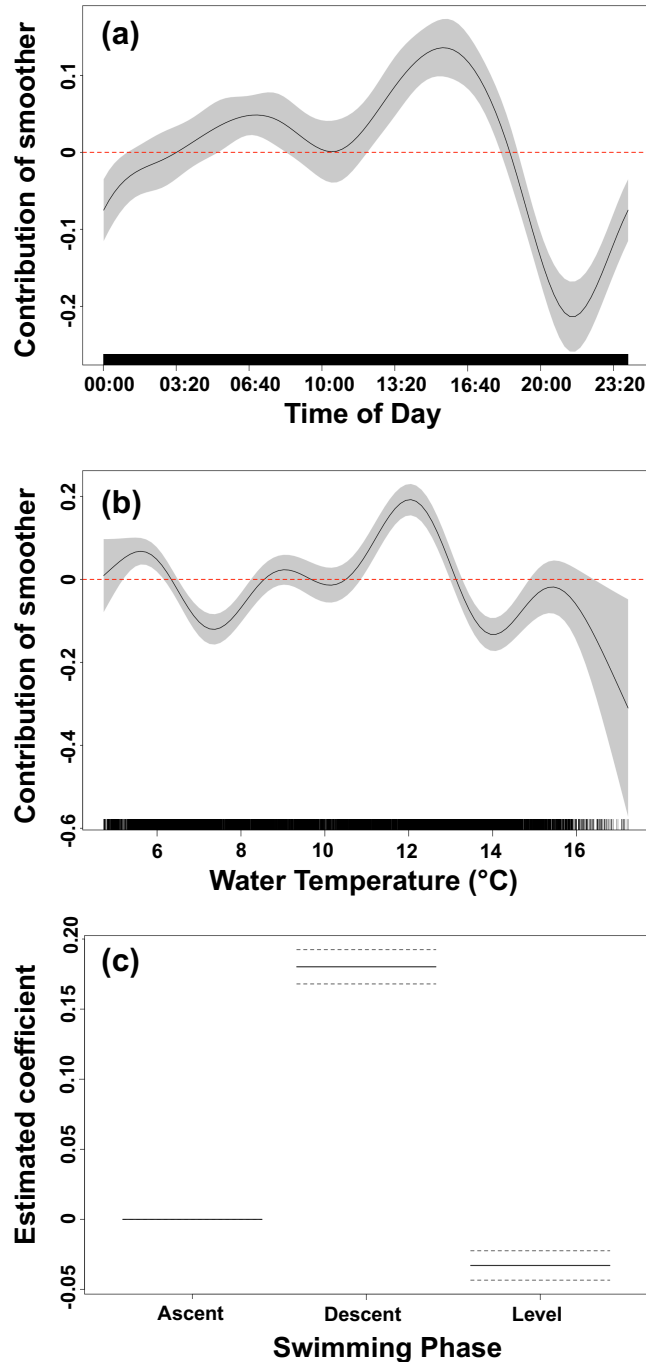 (a)
Contribution of smoother
0.1
0
-0.1
-0.2
00:00 03:20 06:40 10:00 13:20 16:40 20:00 23:20
Time of Day
(b)
Contribution of smoother
0.2
0
-0.2
-0.4
-0.6
6 8 10 12 14 16
Water Temperature (°C)
(c)
Estimated coefficient
0.20
0.15
0.10
0.05
0
-0.05
Ascent Descent Level
Swimming Phase